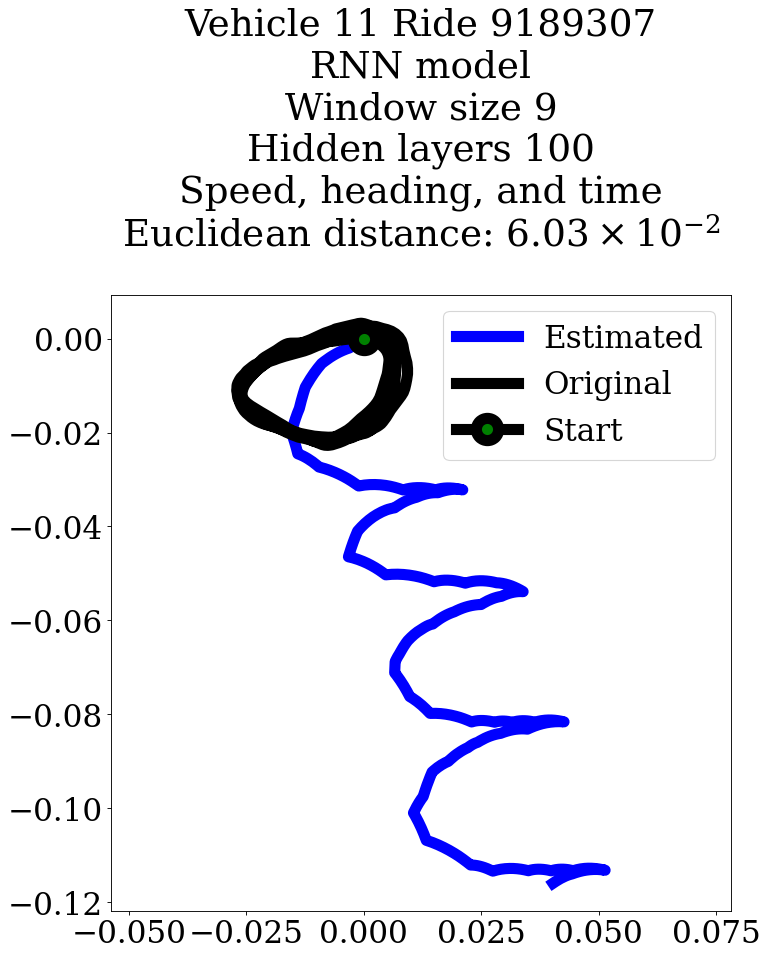 Vehicle 11 Ride 9189307
RNN model
Window size 9
Hidden layers 100
Speed, heading, and time
Euclidean distance: 6.03 × 10⁻²
Estimated
Original
Start
0.00
−0.02
−0.04
−0.06
−0.08
−0.10
−0.12
−0.050 −0.025 0.000 0.025 0.050 0.075